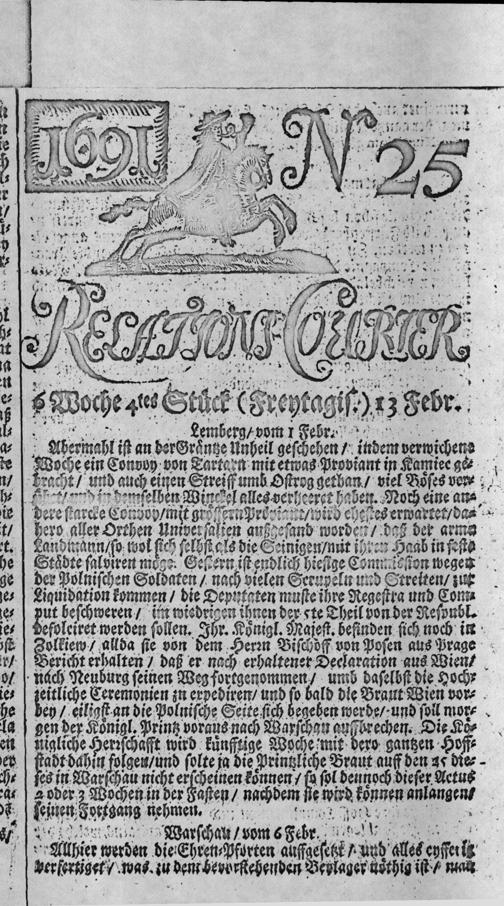 1691
N 25
RELATIONS-COURIER
6 Woche 4tes Stück (Freytagis.) 13 Febr.
Lemberg/ vom 1 Febr.
Abermahl ist an der Gräntze Unheil geschehen / indem verwichene
Woche ein Convoy von Tartarn mit etwas Proviant in Kamiec ge-
bracht / und auch einen Streiff umb Ostrog gethan / viel Böses ver-
und in demselben Winckel alles verheeret haben. Noch eine an-
dere starcke Convoy/mit grössern Proviant/wird ehestes erwartet/da-
hero aller Orthen Universalien außgesand worden / daß der arme
Landmann/so wol sich selbst als die Seinigen/mit ihren Haab in feste
Städte salviren möge. Gestern ist endlich hiesige Commission wegen
der Polnischen Soldaten / nach vielen Scrupeln und Streiten / zur
Liquidation kommen / die Deputaten muste ihre Regestra und Com-
put beschweren / im wiedrigen ihnen der 5te Theil von der Respubl.
defalciret werden sollen. Ihr. Königl. Majest. befinden sich noch in
Zolkiew / allda sie von dem Herrn Bischöff von Posen aus Prage
Bericht erhalten / daß er nach erhaltener Declaration aus Wien/
nach Neuburg seinen Weg fortgenommen / umb daselbst die Hoch-
zeitliche Ceremonien zu expediren/ und so bald die Braut Wien vor-
bey / eiligst an die Polnische Seite sich begeben werde/ und soll mor-
gen der Königl. Printz voraus nach Warschau auffbrechen. Die Kö-
nigliche Herrschafft wird künfftige Woche mit dero gantzen Hoff-
stadt dahin folgen/ und solte ja die Printzliche Braut auff den 25 die-
ses in Warschau nicht erscheinen können / so sol dennoch dieser Actus
2 oder 3 Wochen in der Fasten / nachdem sie wird können anlangen/
seinen Fortgang nehmen.
Warschau / vom 6 Febr.
Allhier werden die Ehren-Pforten auffgesetzt / und alles
verfertiget / was zu dem bevorstehenden Beylager nöthig ist / man